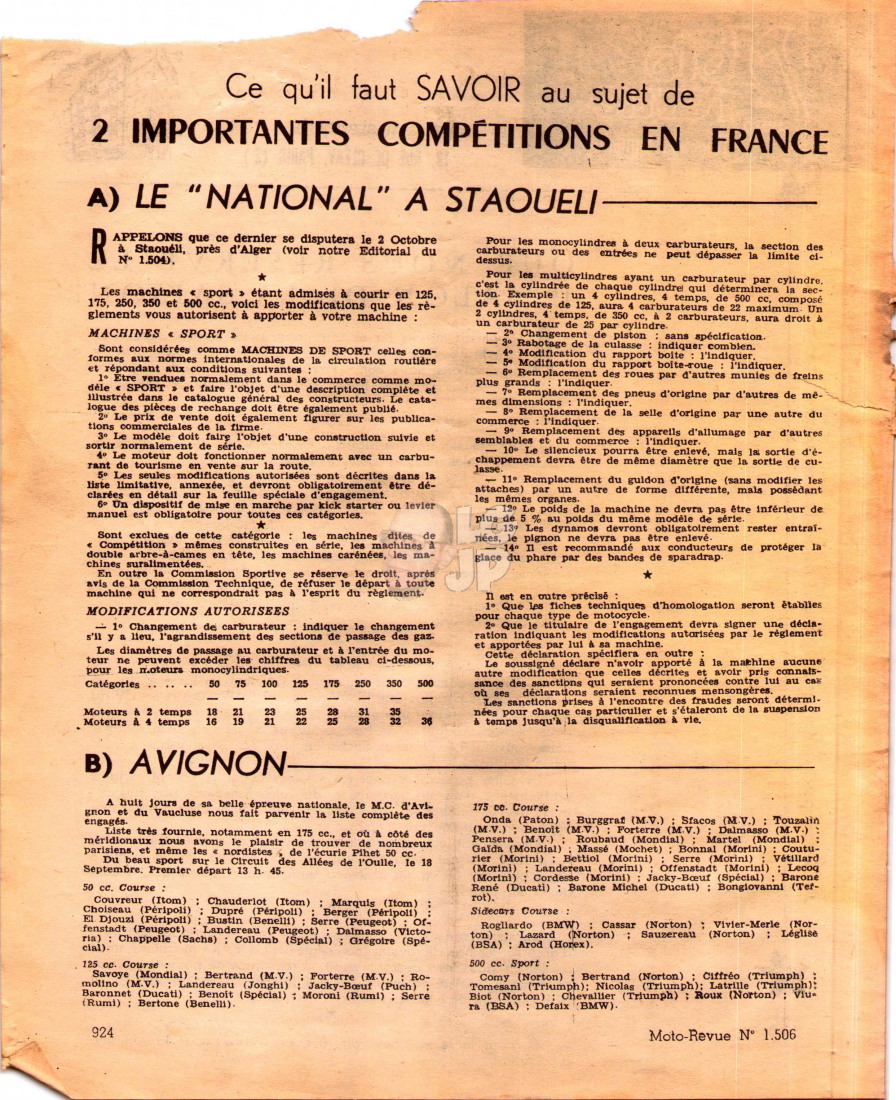 Ce qu'il faut SAVOIR au sujet de
2 IMPORTANTES COMPÉTITIONS EN FRANCE
A) LE "NATIONAL" A STAOUELI
RAPPELONS que ce dernier se disputera le 2 Octobre
à Staouéli, près d'Alger (voir notre Editorial du
N° 1.504).
★
Les machines « sport » étant admises à courir en 125,
175, 250, 350 et 500 cc., voici les modifications que les rè-
glements vous autorisent à apporter à votre machine :
MACHINES « SPORT »
Sont considérées comme MACHINES DE SPORT celles con-
formes aux normes internationales de la circulation routière
et répondant aux conditions suivantes :
1° Etre vendues normalement dans le commerce comme mo-
dèle « SPORT » et faire l'objet d'une description complète et
illustrée dans le catalogue général des constructeurs. Le cata-
logue des pièces de rechange doit être également publié.
2° Le prix de vente doit également figurer sur les publica-
tions commerciales de la firme.
3° Le modèle doit faire l'objet d'une construction suivie et
sortir normalement de série.
4° Le moteur doit fonctionner normalement avec un carbu-
rant de tourisme en vente sur la route.
5° Les seules modifications autorisées sont décrites dans la
liste limitative, annexée, et devront obligatoirement être dé-
clarées en détail sur la feuille spéciale d'engagement.
6° Un dispositif de mise en marche par kick starter ou levier
manuel est obligatoire pour toutes ces catégories.
★
Sont exclues de cette catégorie : les machines dites de
« Compétition » mêmes construites en série, les machines à
double arbre-à-cames en tête, les machines carénées, les ma-
chines suralimentées.
En outre la Commission Sportive se réserve le droit, après
avis de la Commission Technique, de réfuser le départ à toute
machine qui ne correspondrait pas à l'esprit du règlement.
MODIFICATIONS AUTORISEES
— 1° Changement de carburateur : indiquer le changement
s'il y a lieu, l'agrandissement des sections de passage des gaz.
Les diamètres de passage au carburateur et à l'entrée du mo-
teur ne peuvent excéder les chiffres du tableau ci-dessous,
pour les moteurs monocylindriques.
Catégories .. .. .. 50 75 100 125 175 250 350 500
— — — — — — — —
Moteurs à 2 temps 18 21 23 25 28 31 35
Moteurs à 4 temps 16 19 21 22 25 28 32 36
Pour les monocylindres à deux carburateurs, la section des
carburateurs ou des entrées ne peut dépasser la limite ci-
dessus.
Pour les multicylindres ayant un carburateur par cylindre,
c'est la cylindrée de chaque cylindre qui déterminera la sec-
tion. Exemple : un 4 cylindres, 4 temps, de 500 cc, composé
de 4 cylindres de 125, aura 4 carburateurs de 22 maximum. Un
2 cylindres, 4 temps, de 350 cc, à 2 carburateurs, aura droit à
un carburateur de 25 par cylindre.
— 2° Changement de piston : sans spécification.
— 3° Rabotage de la culasse : indiquer combien.
— 4° Modification du rapport boite : l'indiquer.
— 5° Modification du rapport boîte-roue : l'indiquer.
— 6° Remplacement des roues par d'autres munies de freins
plus grands : l'indiquer.
— 7° Remplacement des pneus d'origine par d'autres de mê-
mes dimensions : l'indiquer.
— 8° Remplacement de la selle d'origine par une autre du
commerce : l'indiquer.
— 9° Remplacement des appareils d'allumage par d'autres
semblables et du commerce : l'indiquer.
— 10° Le silencieux pourra être enlevé, mais la sortie d'é-
chappement devra être de même diamètre que la sortie de cu-
lasse.
— 11° Remplacement du guidon d'origine (sans modifier les
attaches) par un autre de forme différente, mais possédant
les mêmes organes.
— 12° Le poids de la machine ne devra pas être inférieur de
plus de 5 % au poids du même modèle de série.
— 13° Les dynamos devront obligatoirement rester entraî-
nées, le pignon ne devra pas être enlevé.
— 14° Il est recommandé aux conducteurs de protéger la
glace du phare par des bandes de sparadrap.
★
Il est en outre précisé :
1° Que les fiches techniques d'homologation seront établies
pour chaque type de motocycle.
2° Que le titulaire de l'engagement devra signer une décla-
ration indiquant les modifications autorisées par le règlement
et apportées par lui à sa machine.
Cette déclaration spécifiera en outre :
Le soussigné déclare n'avoir apporté à la machine aucune
autre modification que celles décrites et avoir pris connais-
sance des sanctions qui seraient prononcées contre lui au cas
où ses déclarations seraient reconnues mensongères.
Les sanctions prises à l'encontre des fraudes seront détermi-
nées pour chaque cas particulier et s'étaleront de la suspension
à temps jusqu'à la disqualification à vie.
B) AVIGNON
A huit jours de sa belle épreuve nationale, le M.C. d'Avi-
gnon et du Vaucluse nous fait parvenir la liste complète des
engagés.
Liste très fournie, notamment en 175 cc., et où à côté des
méridionaux nous avons le plaisir de trouver de nombreux
parisiens, et même les « nordistes » de l'écurie Pihet 50 cc.
Du beau sport sur le Circuit des Allées de l'Oulle, le 18
Septembre. Premier départ 13 h. 45.
50 cc. Course :
Couvreur (Itom) ; Chauderlot (Itom) ; Marquis (Itom) ;
Choiseau (Péripoli) ; Dupré (Péripoli) ; Berger (Péripoli) ;
El Djouzi (Péripoli) ; Bustin (Benelli) ; Serre (Peugeot) ; Of-
fenstadt (Peugeot) ; Landereau (Peugeot) ; Dalmasso (Victo-
ria) ; Chappelle (Sachs) ; Collomb (Spécial) ; Grégoire (Spé-
cial).
125 cc. Course :
Savoye (Mondial) ; Bertrand (M.V.) ; Forterre (M.V.) ; Ro-
molino (M.V.) ; Landereau (Jonghi) ; Jacky-Bœuf (Puch) ;
Baronnet (Ducati) ; Benoît (Spécial) ; Moroni (Rumi) ; Serre
(Rumi) ; Bertone (Benelli).
175 cc. Course :
Onda (Paton) ; Burggraf (M.V.) ; Sfacos (M.V.) ; Touzalin
(M.V.) ; Benoît (M.V.) ; Forterre (M.V.) ; Dalmasso (M.V.) ;
Pensera (M.V.) ; Roubaud (Mondial) ; Martel (Mondial) ;
Galda (Mondial) ; Massé (Mochet) ; Bonnal (Morini) ; Coutu-
rier (Morini) ; Bettiol (Morini) ; Serre (Morini) ; Vétillard
(Morini) ; Landereau (Morini) ; Offenstadt (Morini) ; Lecoq
(Morini) ; Cordesse (Morini) ; Jacky-Bœuf (Spécial) ; Barone
René (Ducati) ; Barone Michel (Ducati) ; Bongiovanni (Ter-
rot).
Sidecars Course :
Rogliardo (BMW) ; Cassar (Norton) ; Vivier-Merle (Nor-
ton) ; Lazard (Norton) ; Sauzereau (Norton) ; Léglise
(BSA) ; Arod (Horex).
500 cc. Sport :
Comy (Norton) ; Bertrand (Norton) ; Ciffréo (Triumph) ;
Tomesani (Triumph); Nicolas (Triumph); Latrille (Triumph);
Biot (Norton) ; Chevallier (Triumph) ; Roux (Norton) ; Viu-
ra (BSA) ; Defaix (BMW).
924
Moto-Revue N° 1.506